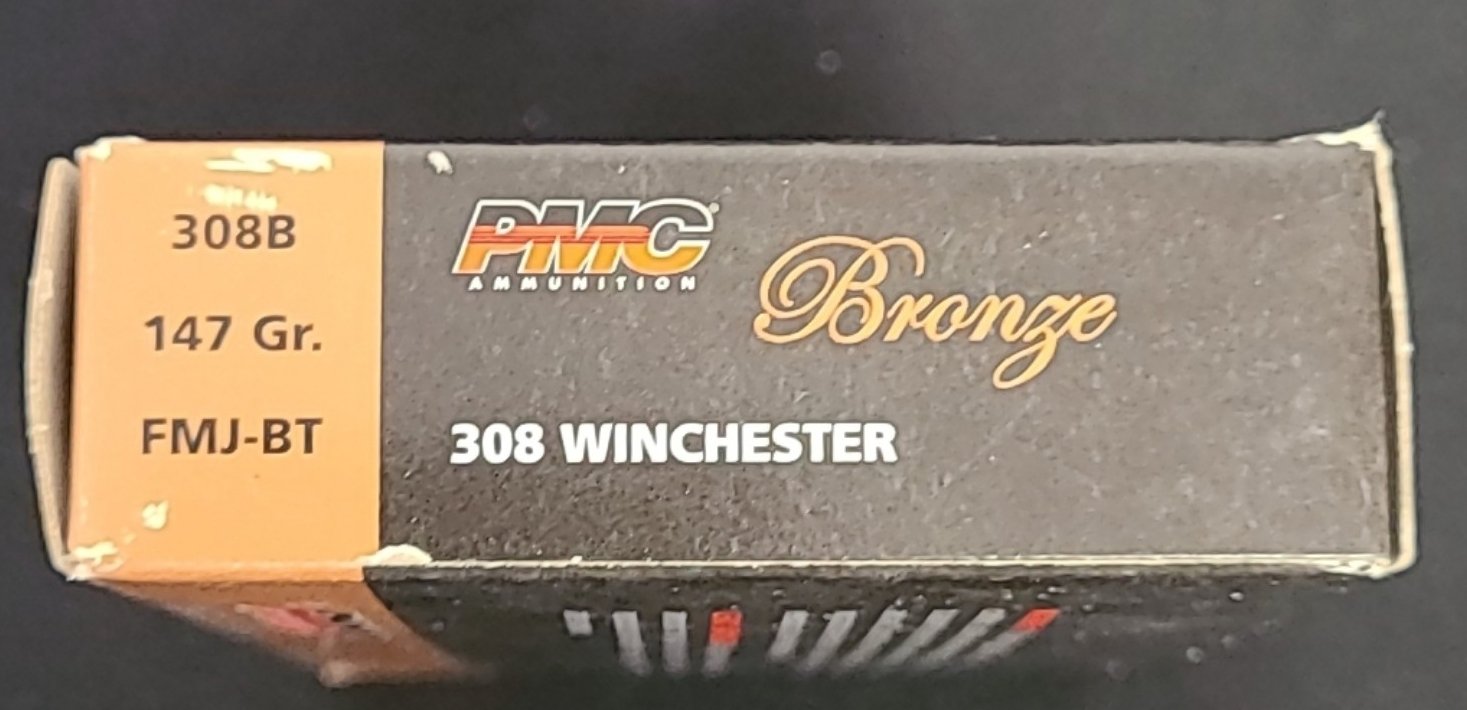 308B
147 Gr.
FMJ-BT
PMC®
AMMUNITION
Bronze
308 WINCHESTER